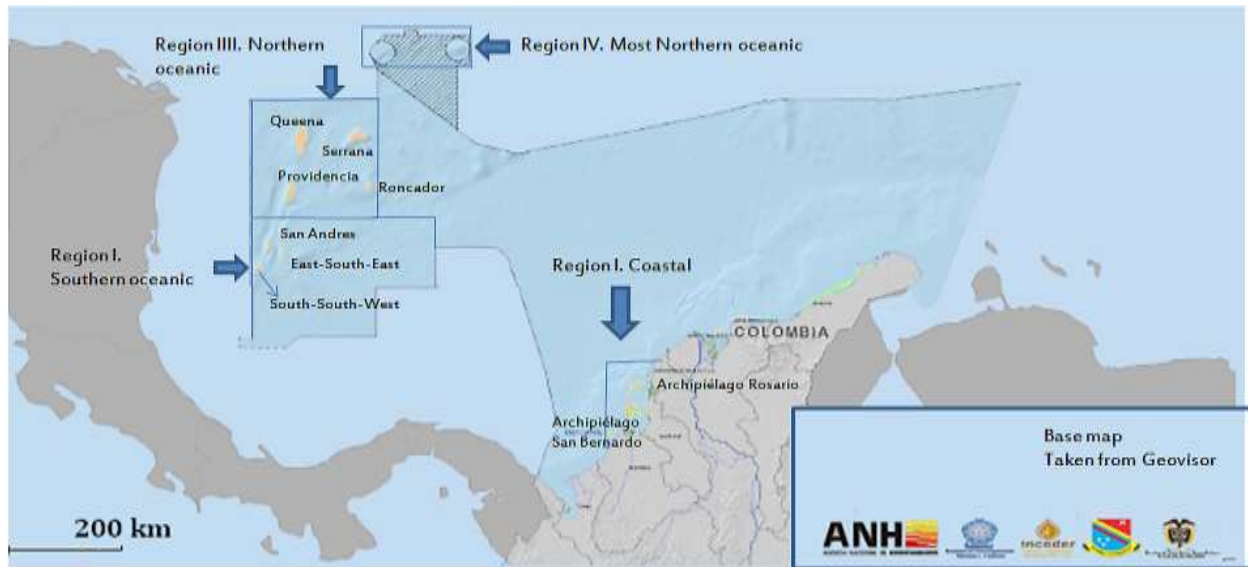 Region IIII. Northern
oceanic
Region IV. Most Northern oceanic
Queena
Serrana
Providencia
Roncador
San Andres
Region I.
Southern oceanic
East-South-East
Region I. Coastal
South-South-West
COLOMBIA
Archipiélago Rosario
Archipiélago
San Bernardo
Base map
Taken from Geovisor
200 km
ANH
incoder